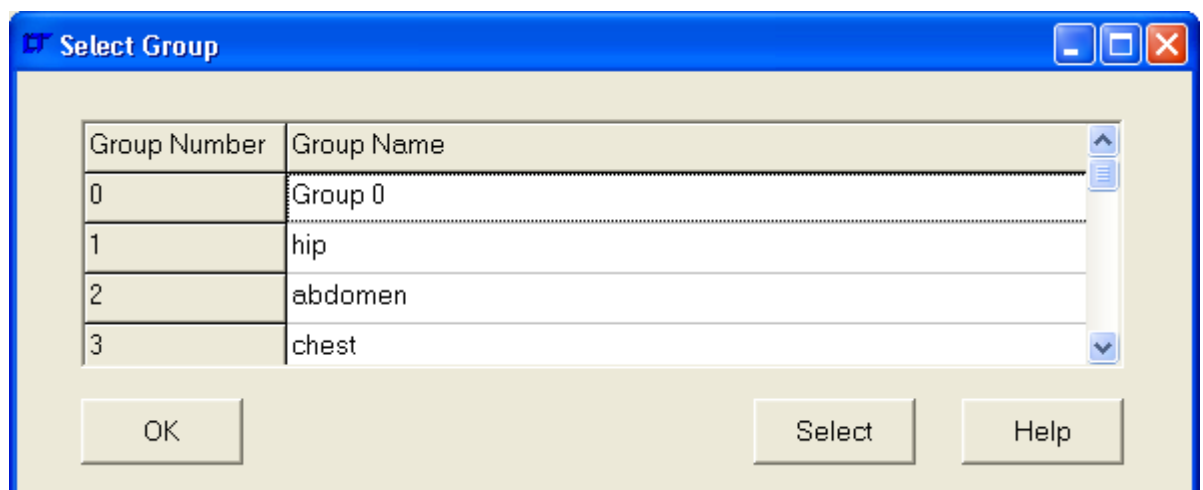 Select Group
Group Number Group Name
0 Group 0
1 hip
2 abdomen
3 chest
OK Select Help